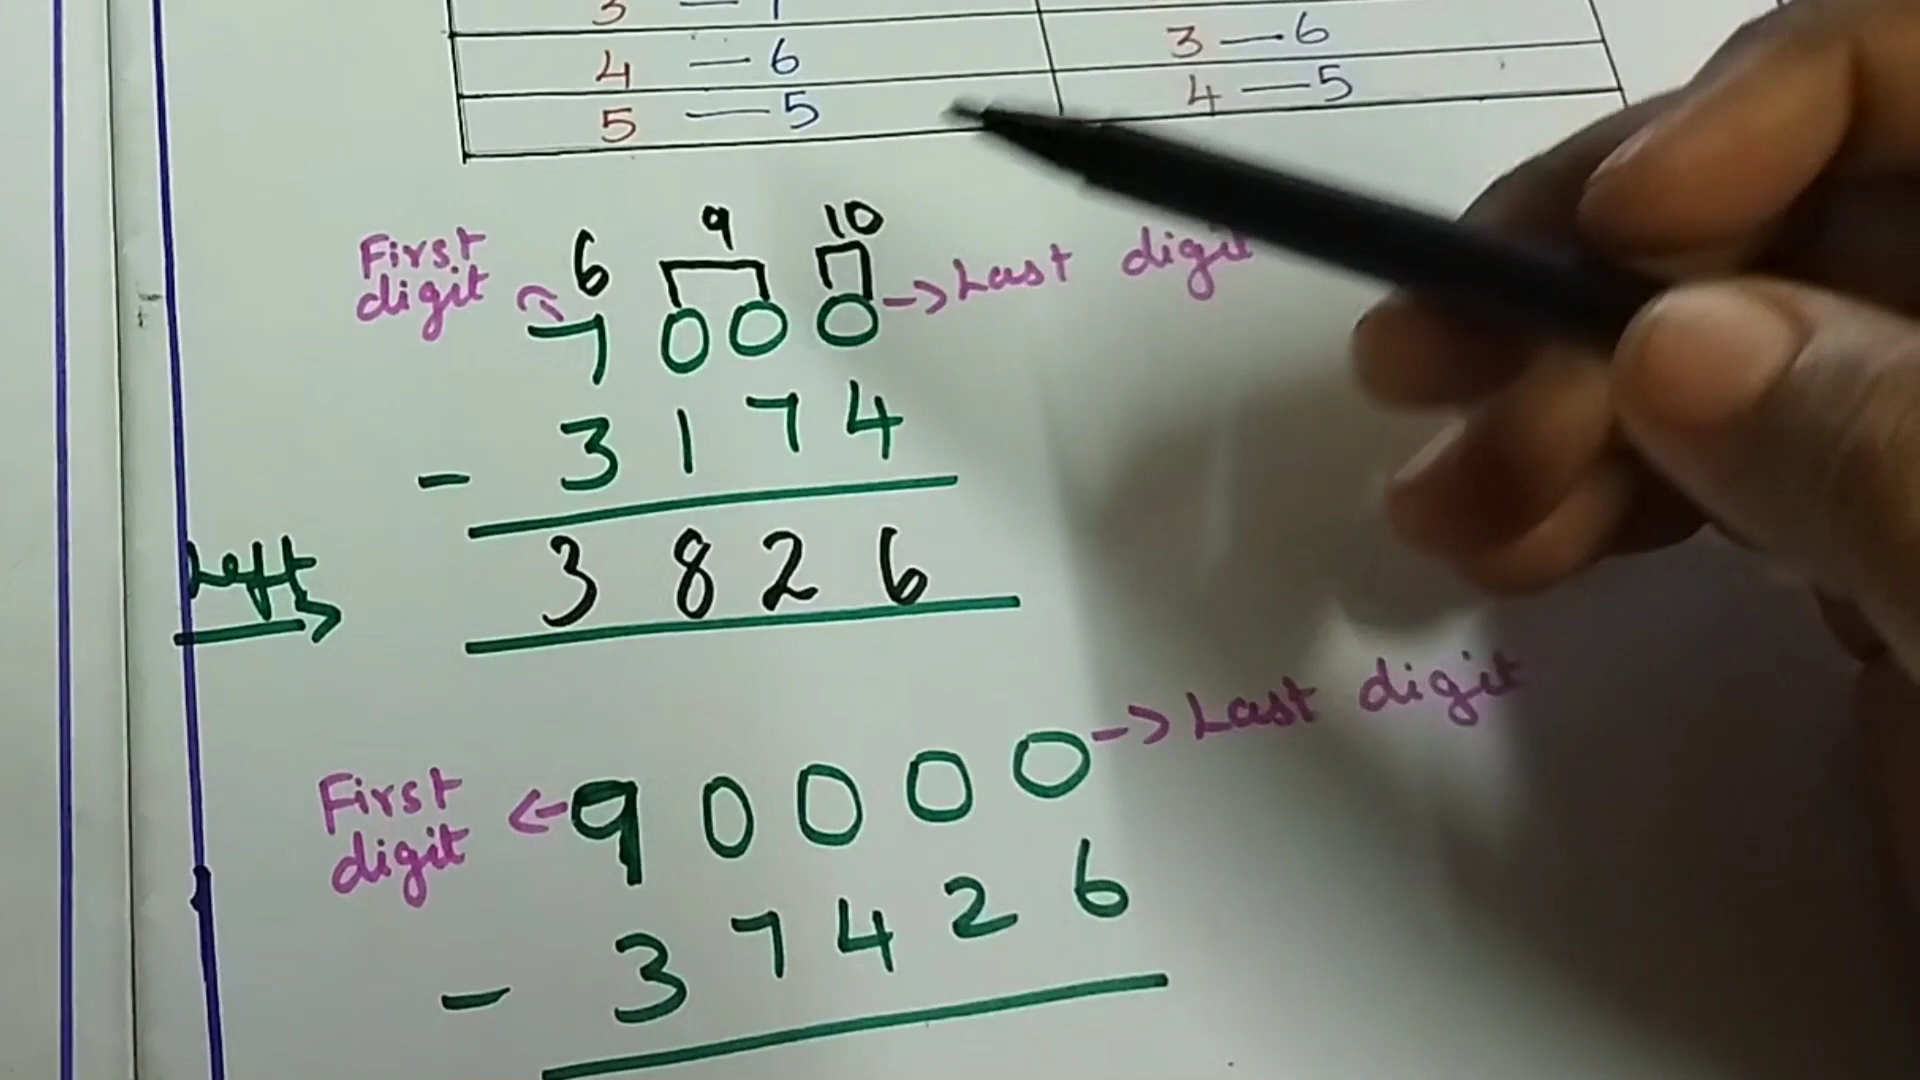 4 — 6 3 — 6
5 — 5 4 — 5
6 9 10
First digit 7 0 0 0 -> Last digit
- 3 1 7 4
Left 3 8 2 6
First digit <- 9 0 0 0 0 -> Last digit
- 3 7 4 2 6